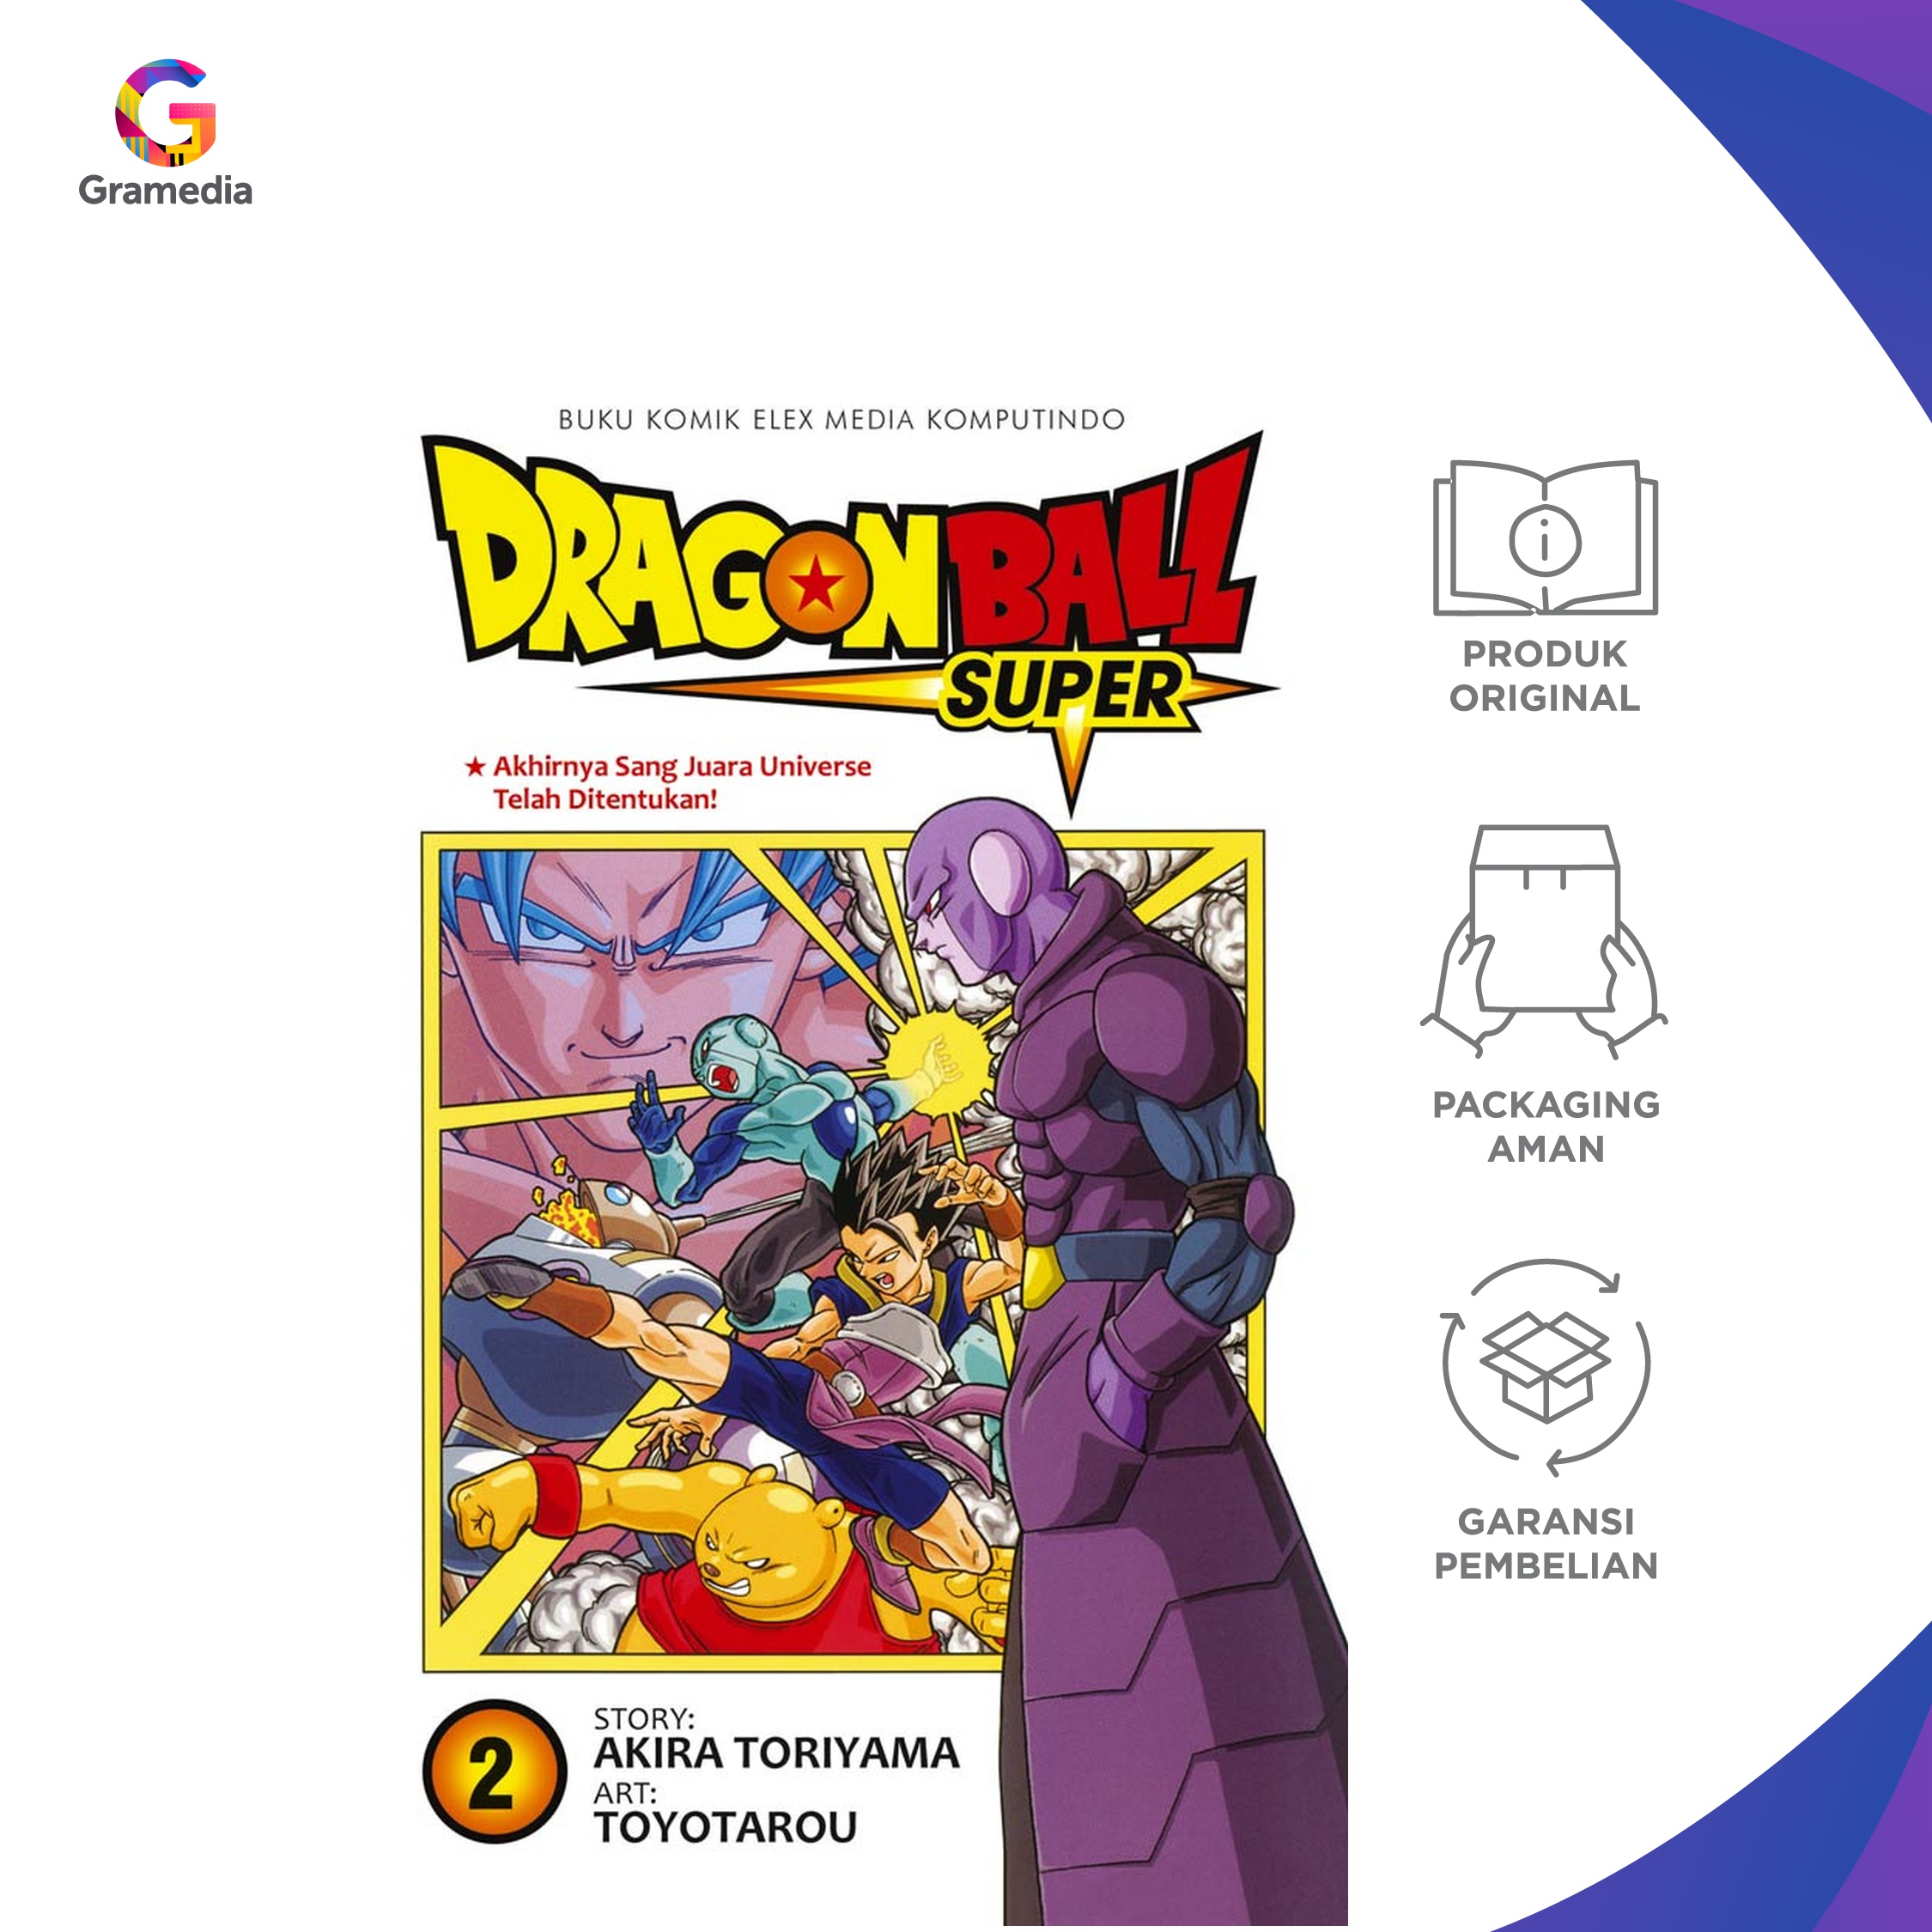 Gramedia
BUKU KOMIK ELEX MEDIA KOMPUTINDO
DRAGON BALL
SUPER
★ Akhirnya Sang Juara Universe
Telah Ditentukan!
2
STORY:
AKIRA TORIYAMA
ART:
TOYOTAROU
PRODUK
ORIGINAL
PACKAGING
AMAN
GARANSI
PEMBELIAN